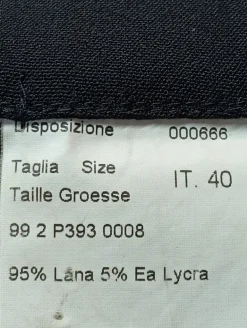 Disposizione 000666
Taglia Size IT. 40
Taille Groesse
99 2 P393 0008
95% Lana 5% Ea Lycra